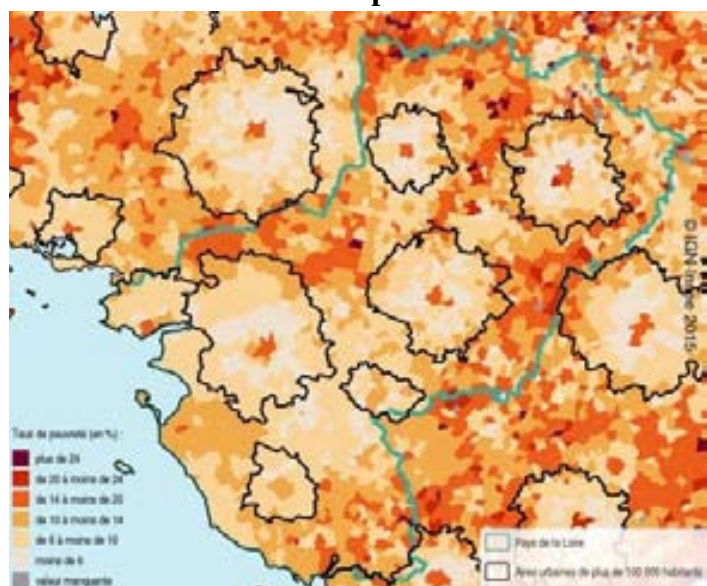 Taux de pauvreté (en %) :
plus de 24
de 20 à moins de 24
de 14 à moins de 20
de 10 à moins de 14
de 6 à moins de 10
moins de 6
valeur manquante
Pays de la Loire
Aires urbaines de plus de 100 000 habitants
© IGN-Insee 2015